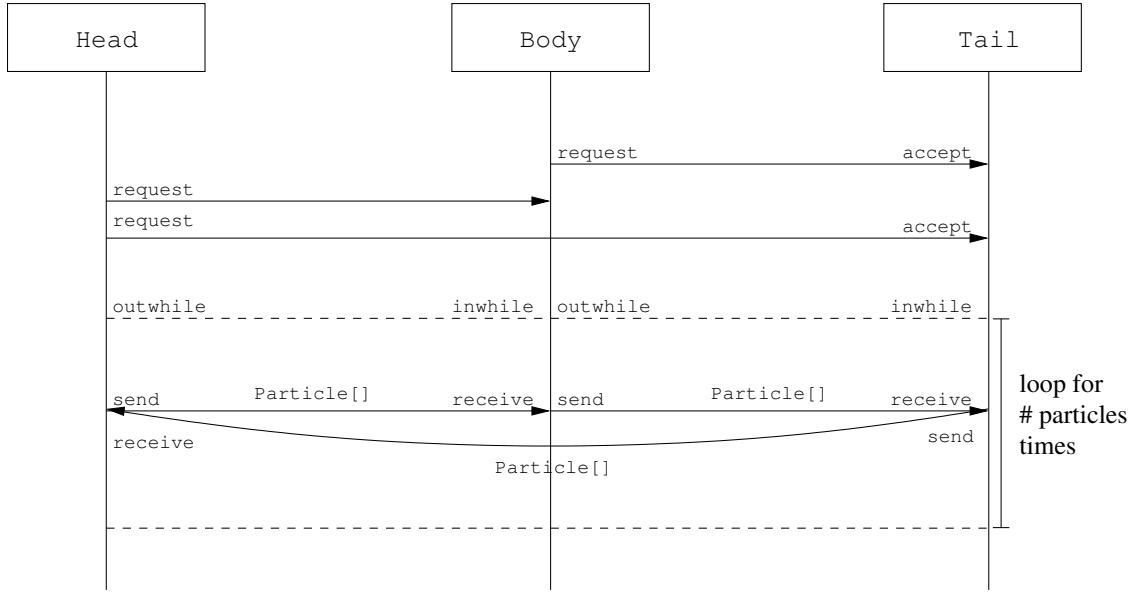 Head Body Tail
request accept
request
request accept
outwhile inwhile outwhile inwhile
send Particle[] receive send Particle[] receive
receive send
Particle[]
loop for
# particles
times